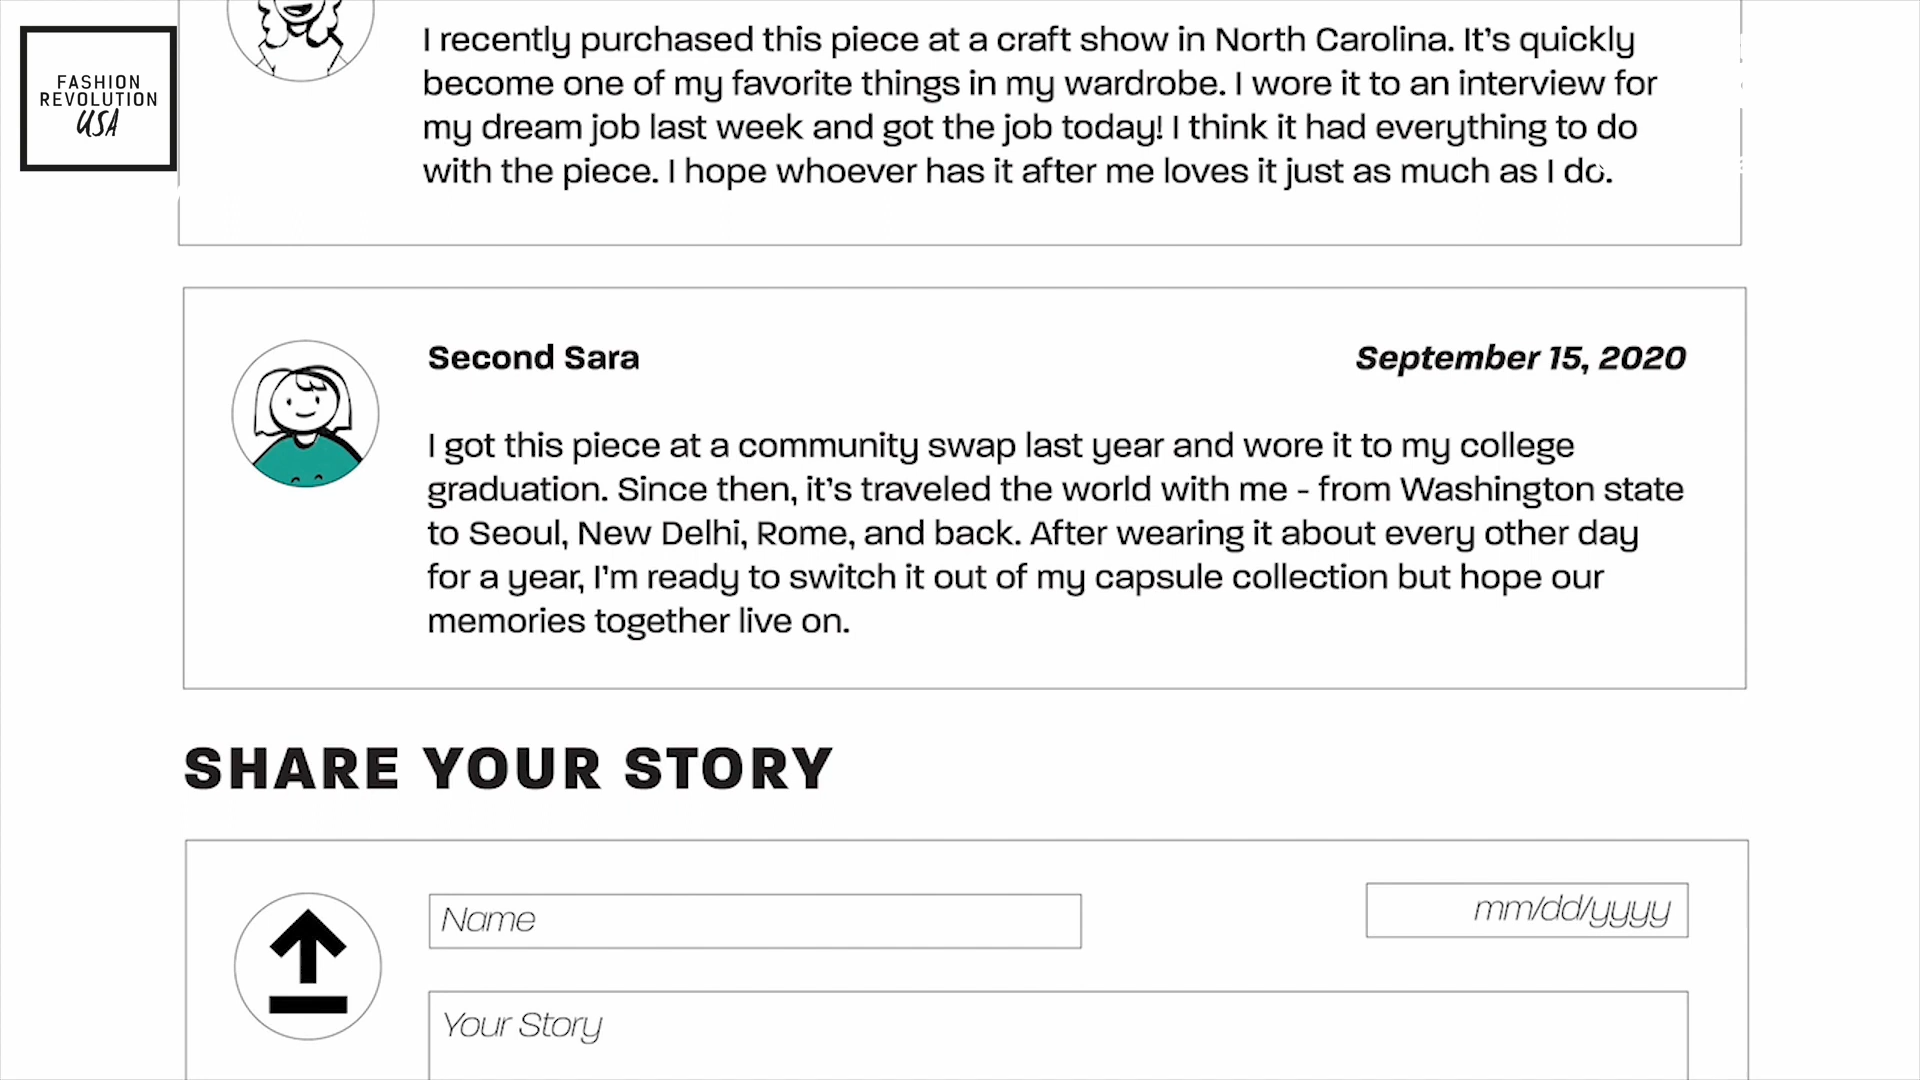 FASHION
REVOLUTION
USA
I recently purchased this piece at a craft show in North Carolina. It’s quickly
become one of my favorite things in my wardrobe. I wore it to an interview for
my dream job last week and got the job today! I think it had everything to do
with the piece. I hope whoever has it after me loves it just as much as I do.
Second Sara
September 15, 2020
I got this piece at a community swap last year and wore it to my college
graduation. Since then, it’s traveled the world with me - from Washington state
to Seoul, New Delhi, Rome, and back. After wearing it about every other day
for a year, I’m ready to switch it out of my capsule collection but hope our
memories together live on.
SHARE YOUR STORY
Name
mm/dd/yyyy
Your Story